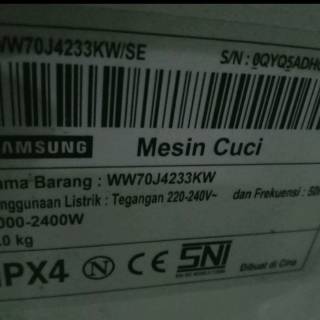 WW70J4233KW/SE S/N : 0QYQ5ADH
SAMSUNG Mesin Cuci
Nama Barang : WW70J4233KW
Penggunaan Listrik : Tegangan 220-240V~ dan Frekuensi : 50
2000-2400W
.0 kg
IPX4 N CE SNI
Dibuat di Cina